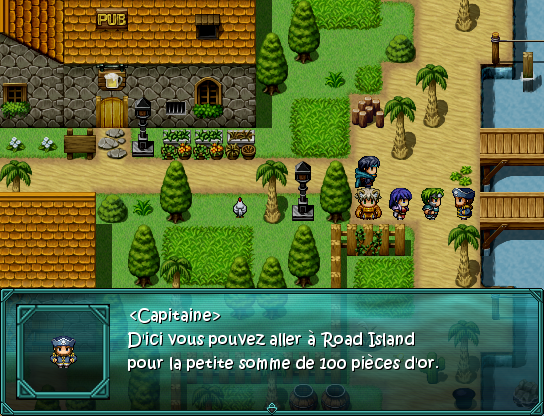 PUB
<Capitaine>
D'ici vous pouvez aller à Road Island
pour la petite somme de 100 pièces d'or.